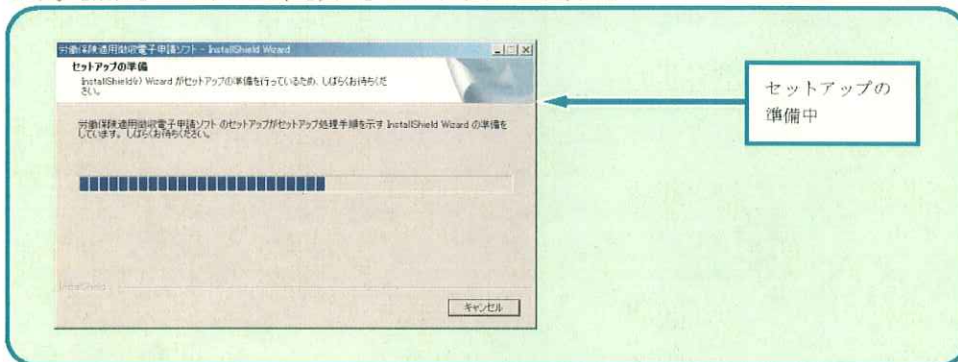 労働保険適用徴収電子申請ソフト - InstallShield Wizard
セットアップの準備
InstallShield(R) Wizard がセットアップの準備を行っているため、しばらくお待ちくだ
さい。
労働保険適用徴収電子申請ソフト のセットアップがセットアップ処理手順を示す InstallShield Wizard の準備を
しています。しばらくお待ちください。
InstallShield
キャンセル
セットアップの
準備中